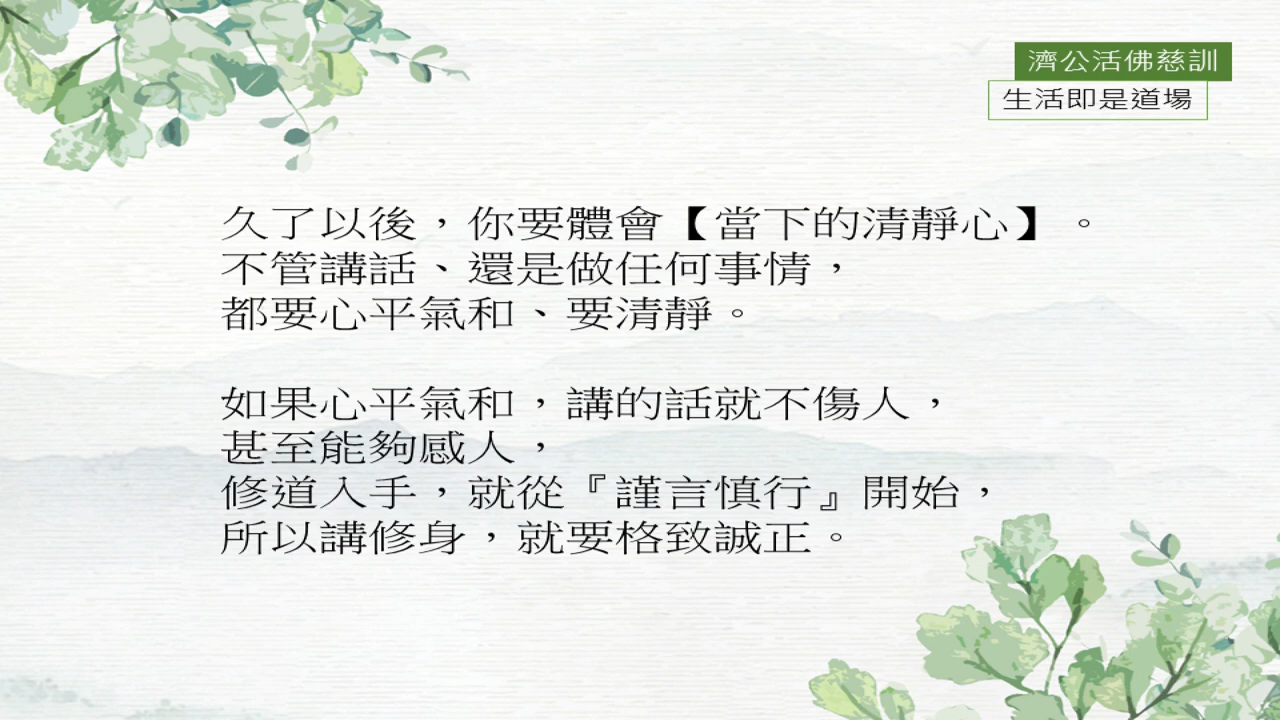 濟公活佛慈訓
生活即是道場
久了以後，你要體會【當下的清靜心】。
不管講話、還是做任何事情，
都要心平氣和、要清靜。
如果心平氣和，講的話就不傷人，
甚至能夠感人，
修道入手，就從『謹言慎行』開始，
所以講修身，就要格致誠正。